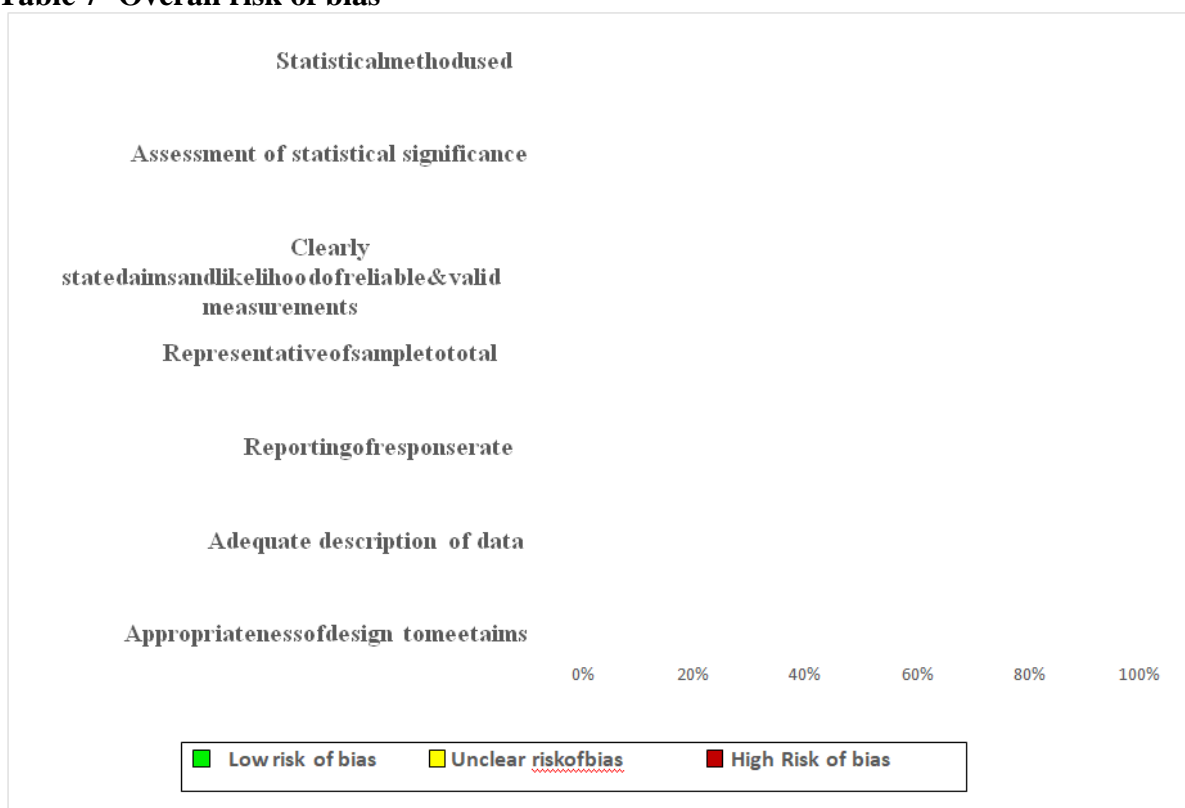 Table 7 Overall risk of bias
Statisticalmethodused
Assessment of statistical significance
Clearly
statedaimsandlikelihoodofreliable&valid
measurements
Representativeofsampletototal
Reportingofresponserate
Adequate description of data
Appropriatenessofdesign tomeetaims
0% 20% 40% 60% 80% 100%
Low risk of bias Unclear riskofbias High Risk of bias